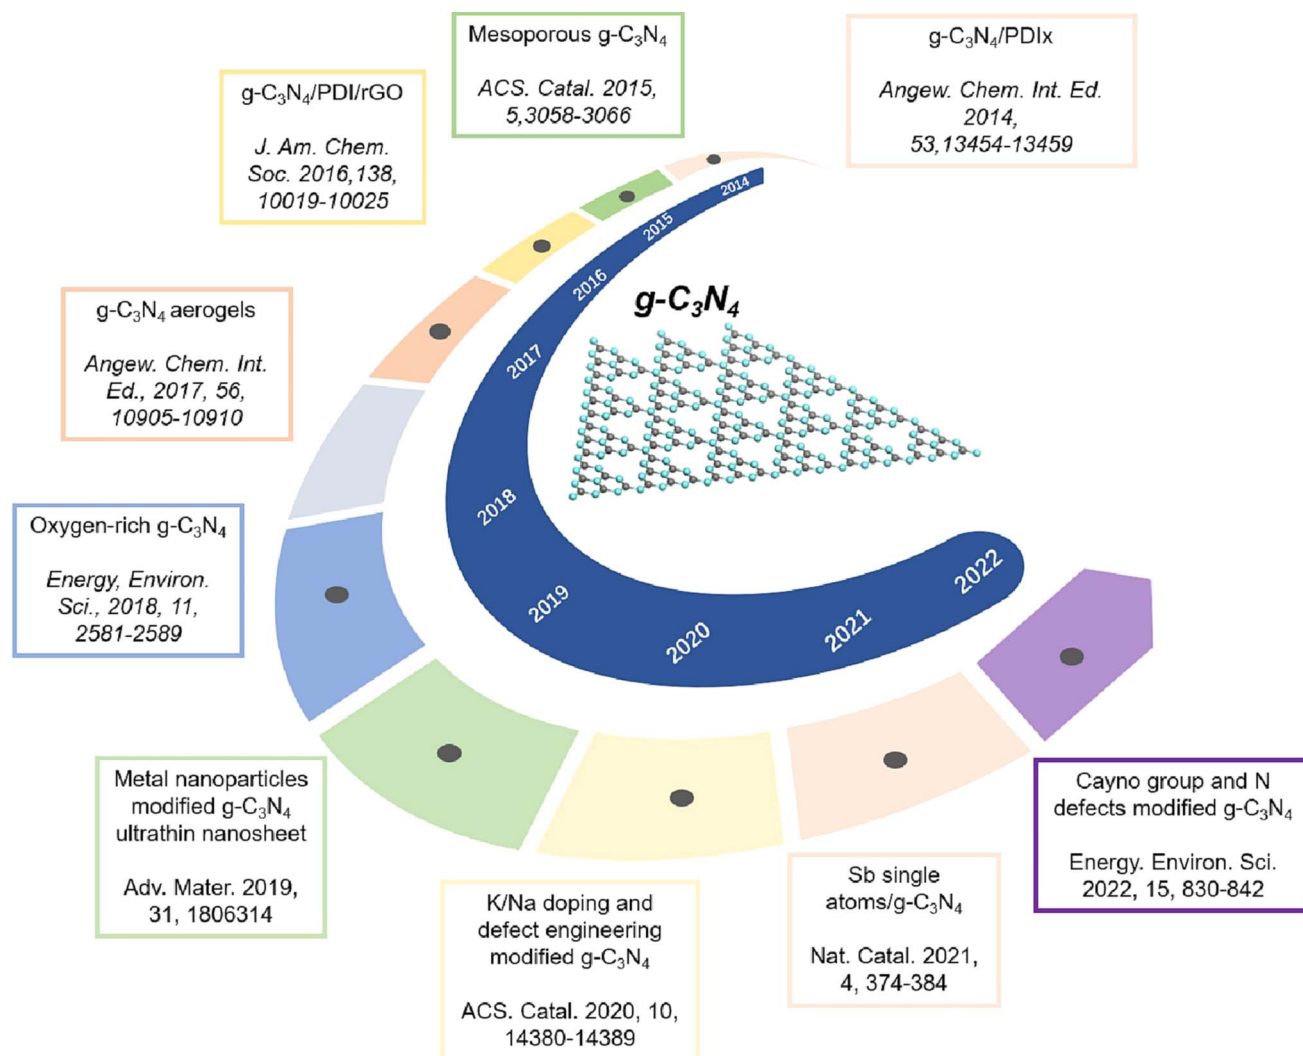 Mesoporous g-C₃N₄
ACS. Catal. 2015,
5,3058-3066
g-C₃N₄/PDIx
Angew. Chem. Int. Ed.
2014,
53,13454-13459
g-C₃N₄/PDI/rGO
J. Am. Chem.
Soc. 2016,138,
10019-10025
g-C₃N₄ aerogels
Angew. Chem. Int.
Ed., 2017, 56,
10905-10910
Oxygen-rich g-C₃N₄
Energy, Environ.
Sci., 2018, 11,
2581-2589
Metal nanoparticles
modified g-C₃N₄
ultrathin nanosheet
Adv. Mater. 2019,
31, 1806314
K/Na doping and
defect engineering
modified g-C₃N₄
ACS. Catal. 2020, 10,
14380-14389
Sb single
atoms/g-C₃N₄
Nat. Catal. 2021,
4, 374-384
Cayno group and N
defects modified g-C₃N₄
Energy. Environ. Sci.
2022, 15, 830-842
g-C₃N₄
2014
2015
2016
2017
2018
2019
2020
2021
2022